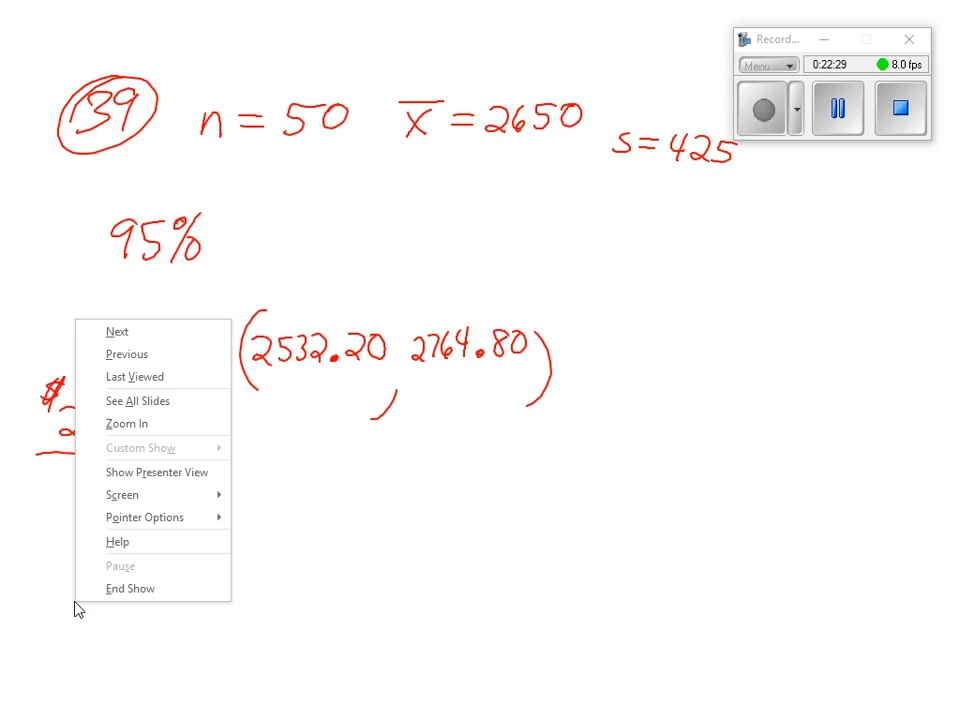 Record...
Menu 0:22:29 8.0 fps
39 n = 50 x̅ = 2650 s = 425
95%
(2532.20 , 2764.80)
$
Next
Previous
Last Viewed
See All Slides
Zoom In
Custom Show
Show Presenter View
Screen
Pointer Options
Help
Pause
End Show